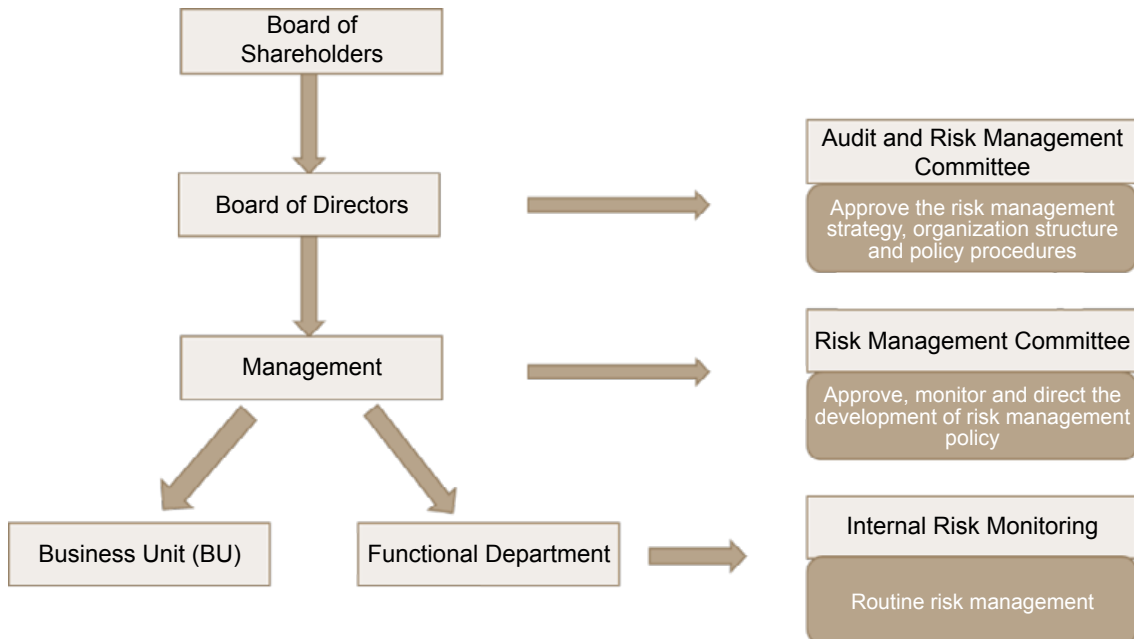 Board of
Shareholders
Audit and Risk Management
Committee
Board of Directors
Approve the risk management
strategy, organization structure
and policy procedures
Risk Management Committee
Management
Approve, monitor and direct the
development of risk management
policy
Internal Risk Monitoring
Business Unit (BU)
Functional Department
Routine risk management